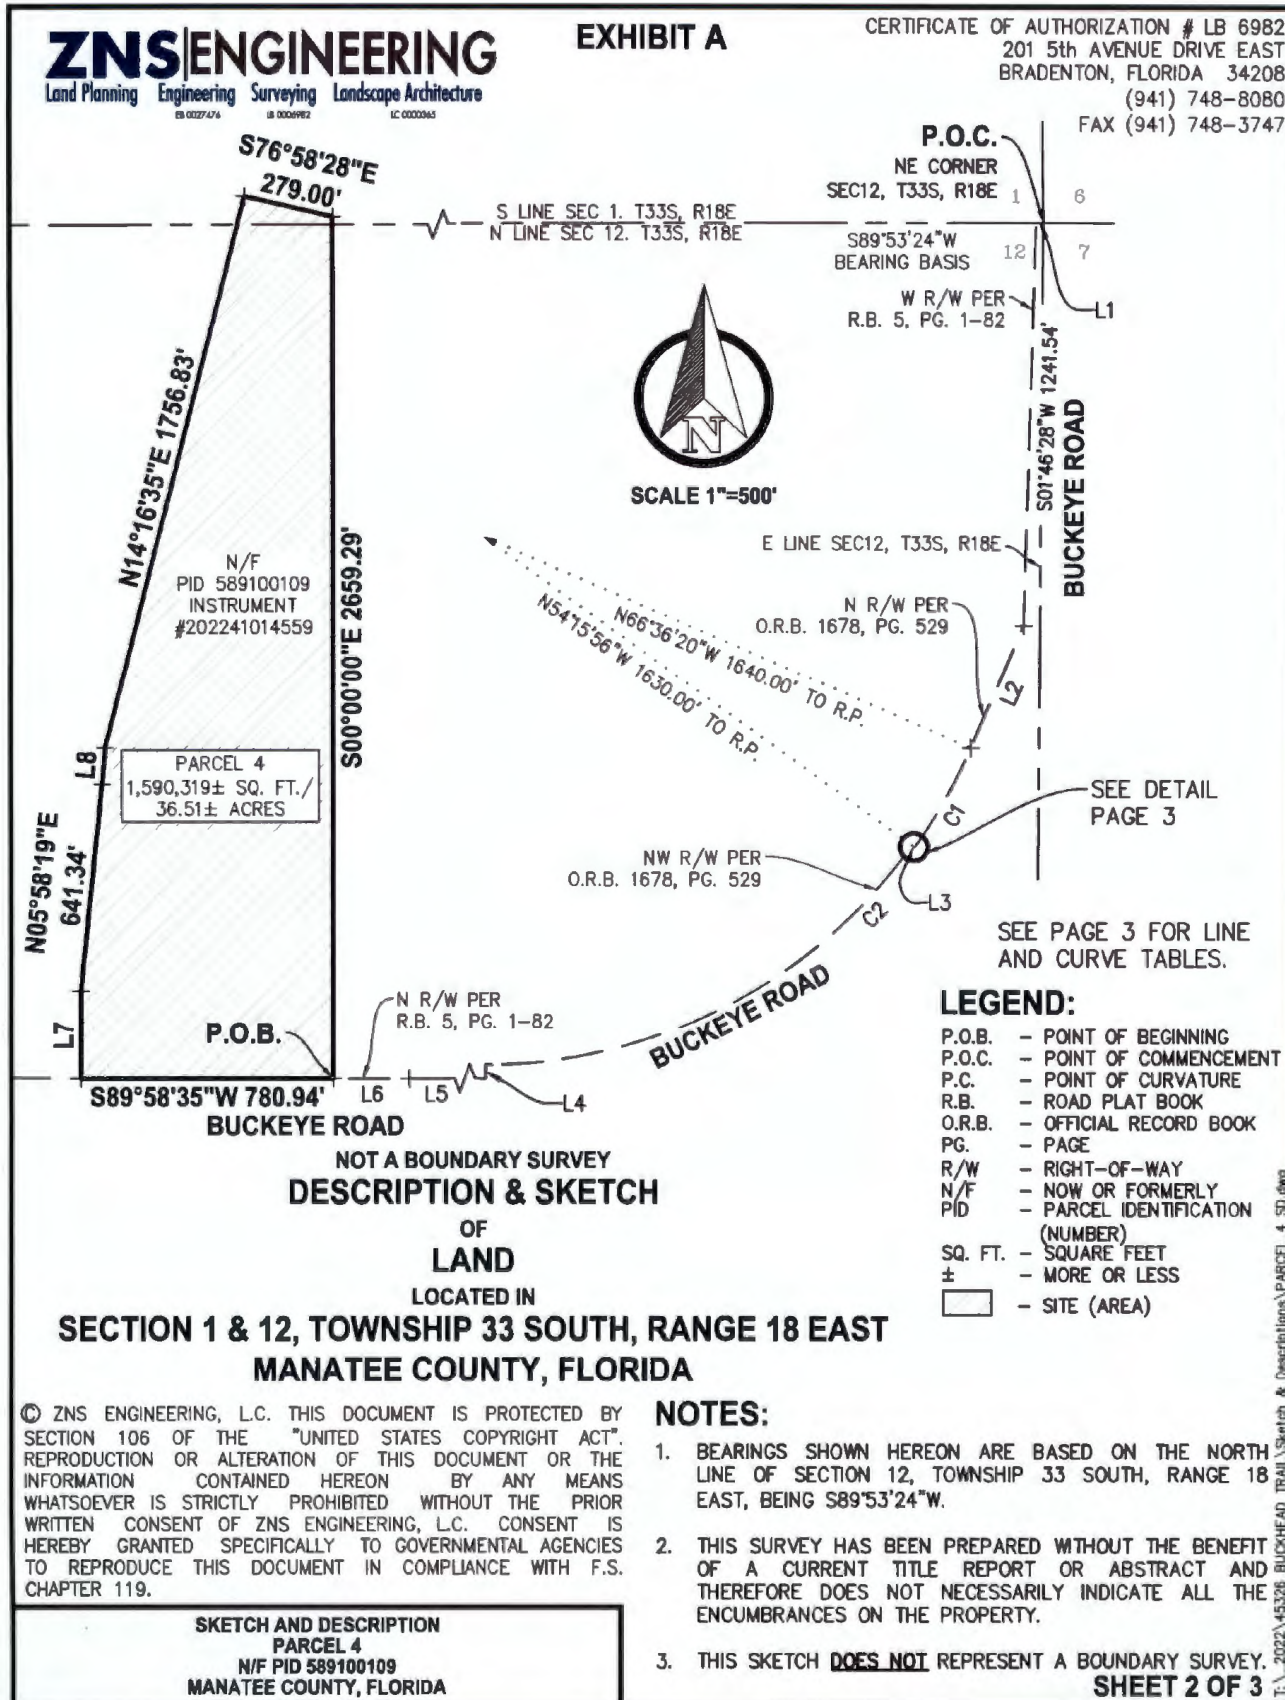 ZNS ENGINEERING
Land Planning Engineering Surveying Landscape Architecture
EB 0027476 LB 0006982 LC 0000365
EXHIBIT A
CERTIFICATE OF AUTHORIZATION # LB 6982
201 5th AVENUE DRIVE EAST
BRADENTON, FLORIDA 34208
(941) 748-8080
FAX (941) 748-3747
S76°58'28"E
279.00'
P.O.C.
NE CORNER
SEC12, T33S, R18E
1
6
12
7
S LINE SEC 1. T33S, R18E
N LINE SEC 12. T33S, R18E
S89°53'24"W
BEARING BASIS
W R/W PER
R.B. 5, PG. 1-82
L1
S01°46'28"W 1241.54'
BUCKEYE ROAD
N
SCALE 1"=500'
N14°16'35"E 1756.83'
N/F
PID 589100109
INSTRUMENT
#202241014559
S00°00'00"E 2659.29'
E LINE SEC12, T33S, R18E
N R/W PER
O.R.B. 1678, PG. 529
N66°36'20"W 1640.00' TO R.P.
N54°15'56"W 1630.00' TO R.P.
L2
L8
PARCEL 4
1,590,319± SQ. FT./
36.51± ACRES
C1
SEE DETAIL
PAGE 3
NW R/W PER
O.R.B. 1678, PG. 529
L3
C2
N05°58'19"E
641.34'
SEE PAGE 3 FOR LINE
AND CURVE TABLES.
BUCKEYE ROAD
N R/W PER
R.B. 5, PG. 1-82
L7
P.O.B.
S89°58'35"W 780.94'
L6
L5
L4
BUCKEYE ROAD
LEGEND:
P.O.B. - POINT OF BEGINNING
P.O.C. - POINT OF COMMENCEMENT
P.C. - POINT OF CURVATURE
R.B. - ROAD PLAT BOOK
O.R.B. - OFFICIAL RECORD BOOK
PG. - PAGE
R/W - RIGHT-OF-WAY
N/F - NOW OR FORMERLY
PID - PARCEL IDENTIFICATION
(NUMBER)
SQ. FT. - SQUARE FEET
± - MORE OR LESS
- SITE (AREA)
NOT A BOUNDARY SURVEY
DESCRIPTION & SKETCH
OF
LAND
LOCATED IN
SECTION 1 & 12, TOWNSHIP 33 SOUTH, RANGE 18 EAST
MANATEE COUNTY, FLORIDA
© ZNS ENGINEERING, L.C. THIS DOCUMENT IS PROTECTED BY
SECTION 106 OF THE "UNITED STATES COPYRIGHT ACT".
REPRODUCTION OR ALTERATION OF THIS DOCUMENT OR THE
INFORMATION CONTAINED HEREON BY ANY MEANS
WHATSOEVER IS STRICTLY PROHIBITED WITHOUT THE PRIOR
WRITTEN CONSENT OF ZNS ENGINEERING, L.C. CONSENT IS
HEREBY GRANTED SPECIFICALLY TO GOVERNMENTAL AGENCIES
TO REPRODUCE THIS DOCUMENT IN COMPLIANCE WITH F.S.
CHAPTER 119.
SKETCH AND DESCRIPTION
PARCEL 4
N/F PID 589100109
MANATEE COUNTY, FLORIDA
NOTES:
1. BEARINGS SHOWN HEREON ARE BASED ON THE NORTH
LINE OF SECTION 12, TOWNSHIP 33 SOUTH, RANGE 18
EAST, BEING S89°53'24"W.
2. THIS SURVEY HAS BEEN PREPARED WITHOUT THE BENEFIT
OF A CURRENT TITLE REPORT OR ABSTRACT AND
THEREFORE DOES NOT NECESSARILY INDICATE ALL THE
ENCUMBRANCES ON THE PROPERTY.
3. THIS SKETCH DOES NOT REPRESENT A BOUNDARY SURVEY.
SHEET 2 OF 3
T:\ 2022\45326 BUCKHEAD TRAIL\Sketch & Descriptions\PARCEL 4 SD.dwg